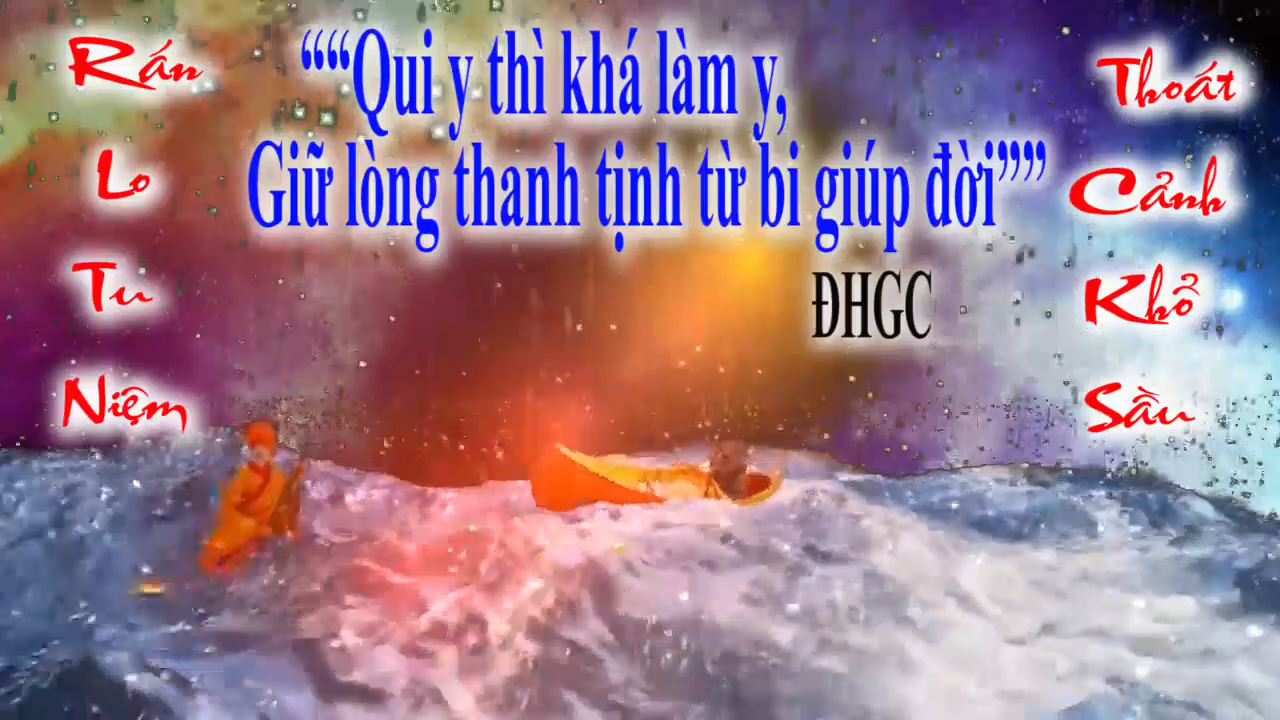 Rán
Lo
Tu
Niệm
““Qui y thì khá làm y,
Giữ lòng thanh tịnh từ bi giúp đời””
ĐHGC
Thoát
Cảnh
Khổ
Sầu